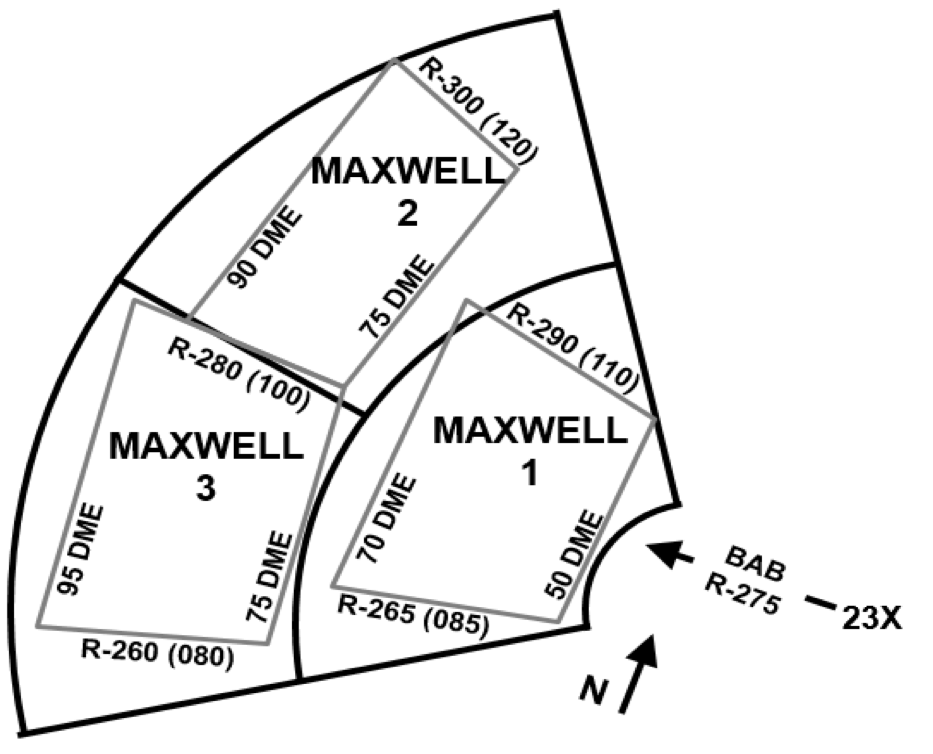 R-300 (120)
MAXWELL
2
90 DME
75 DME
R-280 (100)
R-290 (110)
MAXWELL
1
70 DME
50 DME
R-265 (085)
MAXWELL
3
95 DME
75 DME
R-260 (080)
BAB
R-275
23X
N